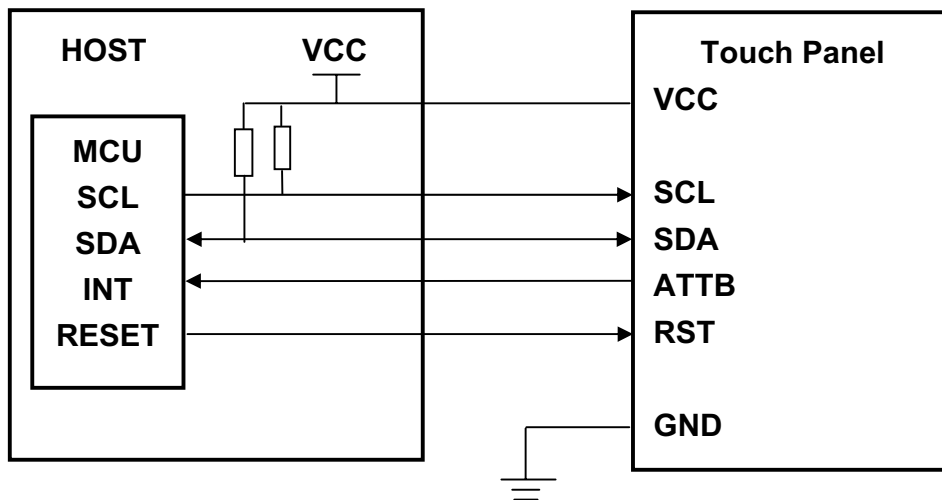 HOST
VCC
MCU
SCL
SDA
INT
RESET
Touch Panel
VCC
SCL
SDA
ATTB
RST
GND